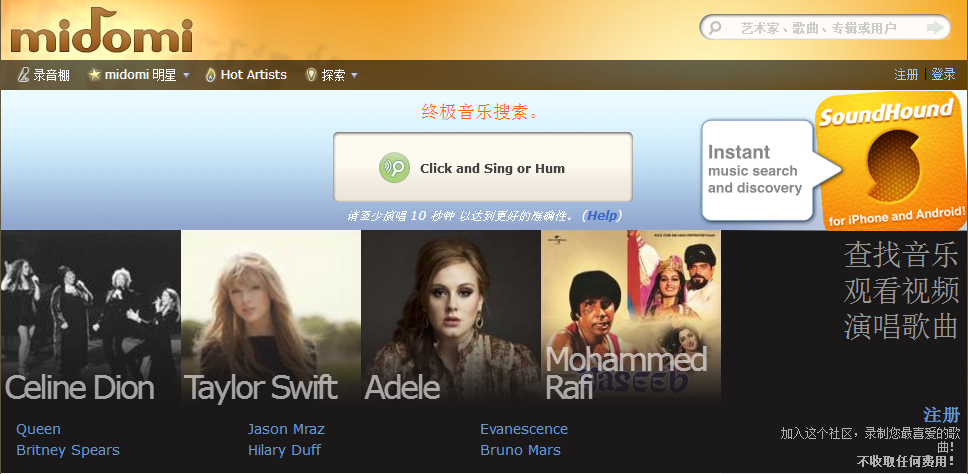 midomi
艺术家、歌曲、专辑或用户
录音棚 midomi 明星 Hot Artists 探索 注册 | 登录
终极音乐搜索。
Click and Sing or Hum
请至少演唱 10 秒钟 以达到更好的准确性。 (Help)
Instant
music search
and discovery
SoundHound
for iPhone and Android!
查找音乐
观看视频
演唱歌曲
Celine Dion
Taylor Swift
Adele
Haseeb
Mohammed
Rafi
Queen Jason Mraz Evanescence
Britney Spears Hilary Duff Bruno Mars
注册
加入这个社区，录制您最喜爱的歌
曲!
不收取任何费用!